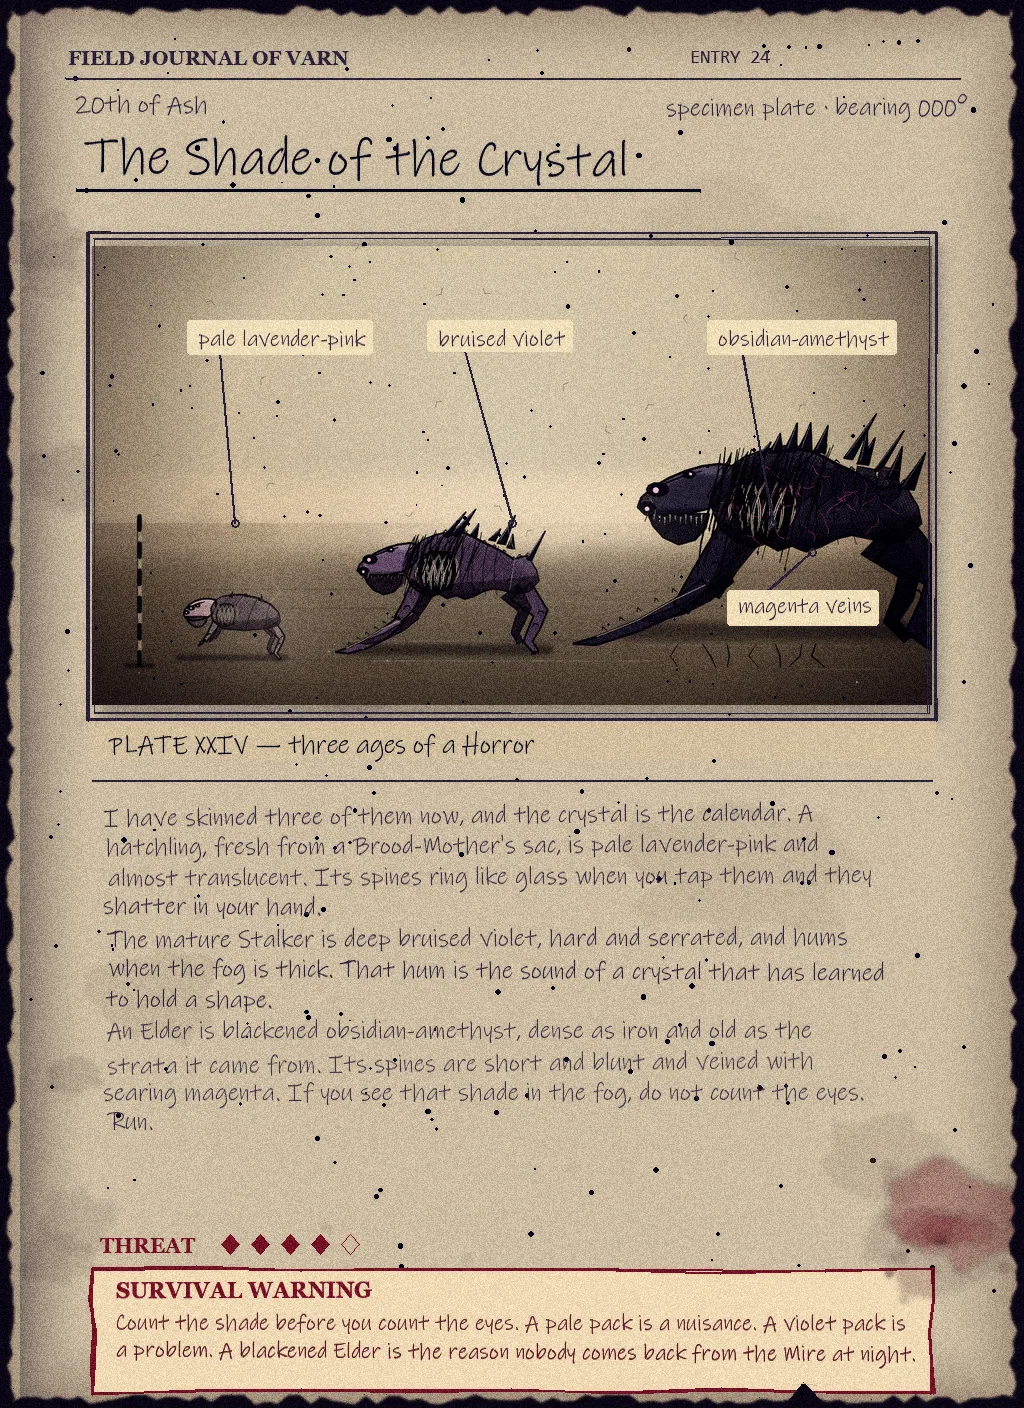 FIELD JOURNAL OF VARN
ENTRY 24
20th of Ash
specimen plate · bearing 000°
The Shade of the Crystal
pale lavender-pink
bruised violet
obsidian-amethyst
magenta veins
PLATE XXIV — three ages of a Horror
I have skinned three of them now, and the crystal is the calendar. A
hatchling, fresh from a Brood-Mother's sac, is pale lavender-pink and
almost translucent. Its spines ring like glass when you tap them and they
shatter in your hand.
The mature Stalker is deep bruised violet, hard and serrated, and hums
when the fog is thick. That hum is the sound of a crystal that has learned
to hold a shape.
An Elder is blackened obsidian-amethyst, dense as iron and old as the
strata it came from. Its spines are short and blunt and veined with
searing magenta. If you see that shade in the fog, do not count the eyes.
Run.
THREAT
SURVIVAL WARNING
Count the shade before you count the eyes. A pale pack is a nuisance. A violet pack is
a problem. A blackened Elder is the reason nobody comes back from the Mire at night.